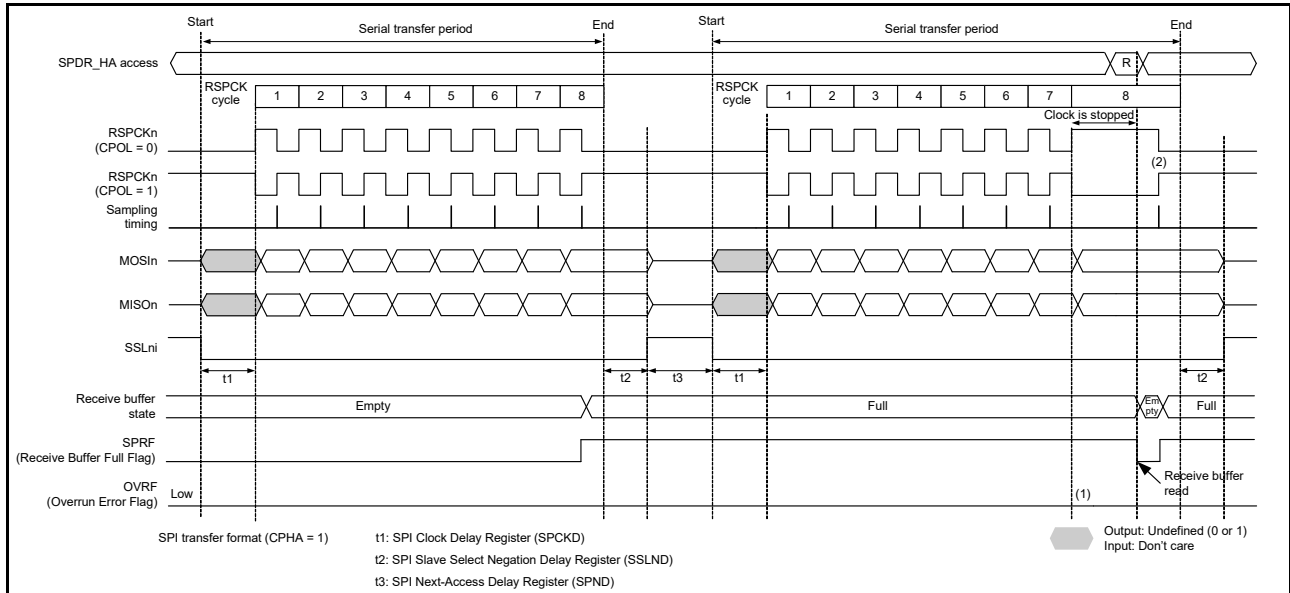 Start End Start End
Serial transfer period Serial transfer period
SPDR_HA access R
RSPCK cycle 1 2 3 4 5 6 7 8 RSPCK cycle 1 2 3 4 5 6 7 8
Clock is stopped
RSPCKn
(CPOL = 0)
(2)
RSPCKn
(CPOL = 1)
Sampling
timing
MOSIn
MISOn
SSLni
t1 t2 t3 t1 t2
Receive buffer
state
Empty Full Em
pty Full
SPRF
(Receive Buffer Full Flag)
Receive buffer
read
OVRF
(Overrun Error Flag)
Low (1)
SPI transfer format (CPHA = 1)
t1: SPI Clock Delay Register (SPCKD)
t2: SPI Slave Select Negation Delay Register (SSLND)
t3: SPI Next-Access Delay Register (SPND)
Output: Undefined (0 or 1)
Input: Don't care